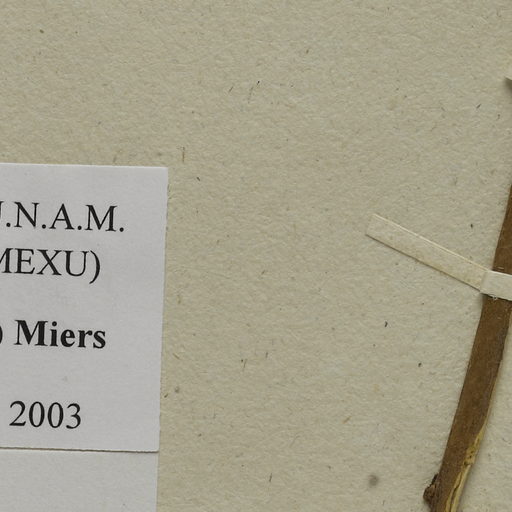 .N.A.M.
MEXU)
) Miers
2003